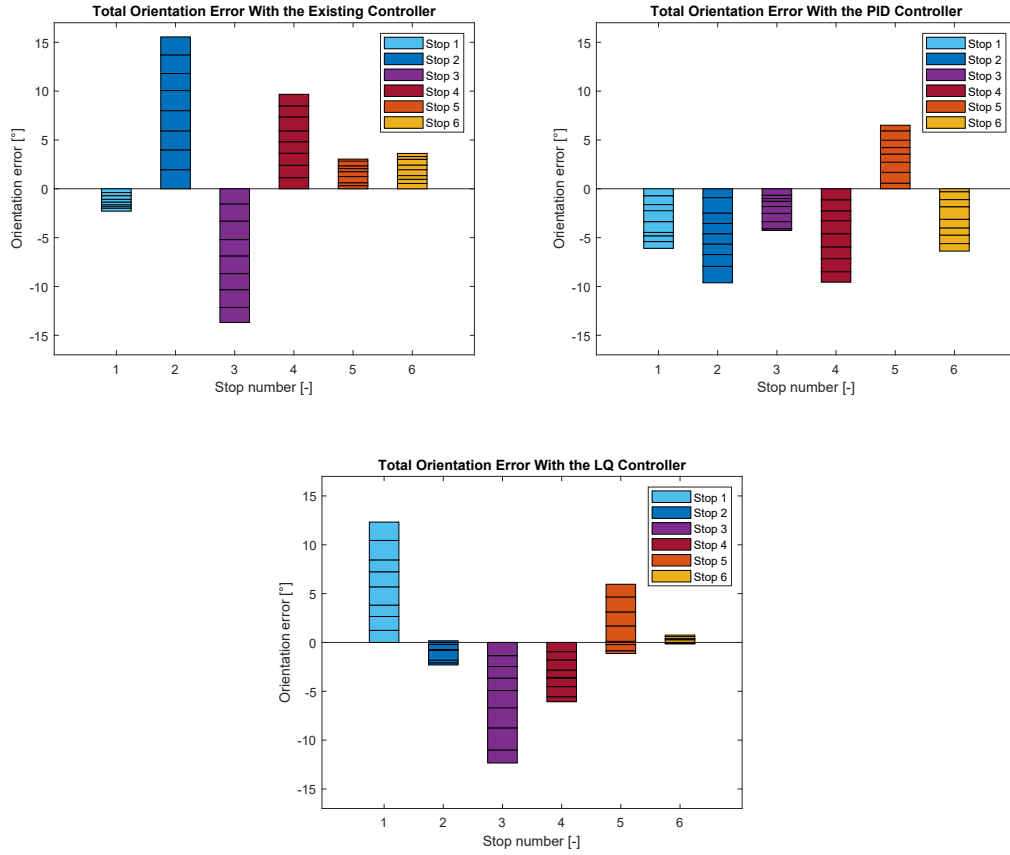 Total Orientation Error With the Existing Controller
15
10
5
0
-5
-10
-15
Orientation error [°]
1 2 3 4 5 6
Stop number [-]
Stop 1
Stop 2
Stop 3
Stop 4
Stop 5
Stop 6
Total Orientation Error With the PID Controller
15
10
5
0
-5
-10
-15
Orientation error [°]
1 2 3 4 5 6
Stop number [-]
Stop 1
Stop 2
Stop 3
Stop 4
Stop 5
Stop 6
Total Orientation Error With the LQ Controller
15
10
5
0
-5
-10
-15
Orientation error [°]
1 2 3 4 5 6
Stop number [-]
Stop 1
Stop 2
Stop 3
Stop 4
Stop 5
Stop 6